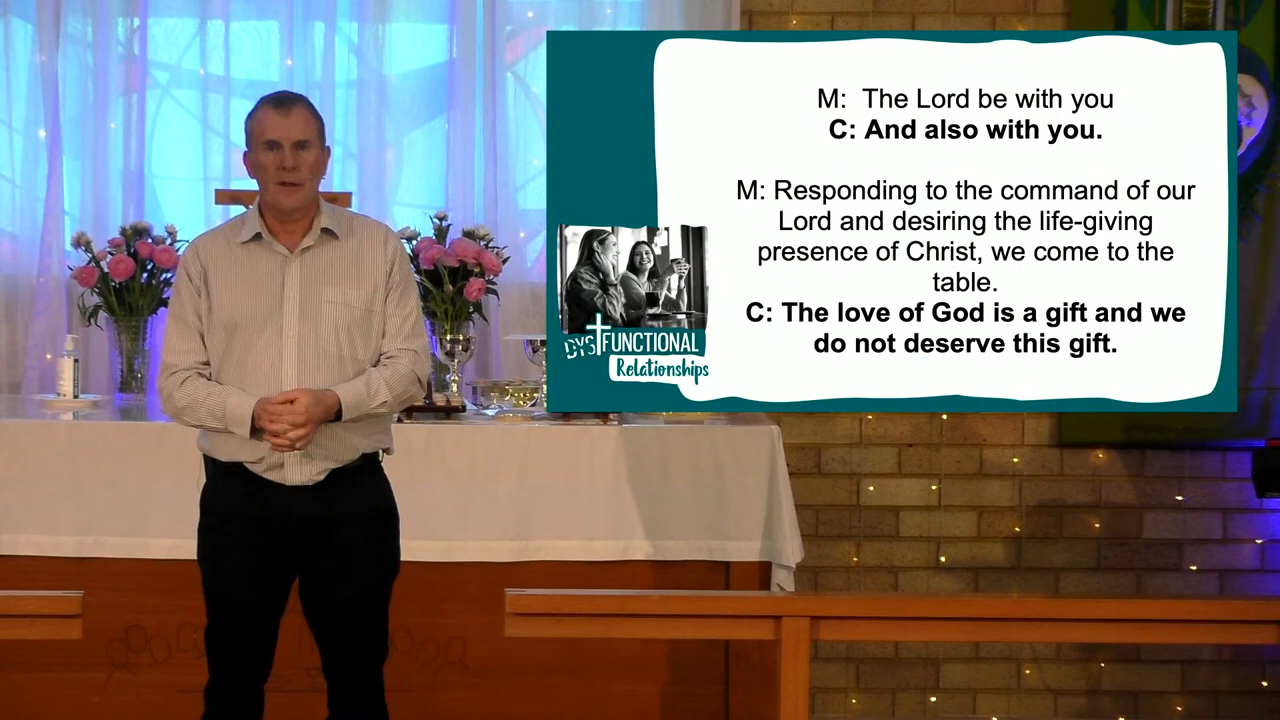 M:  The Lord be with you
C: And also with you.
M: Responding to the command of our
Lord and desiring the life-giving
presence of Christ, we come to the
table.
C: The love of God is a gift and we
do not deserve this gift.
DYSFUNCTIONAL
Relationships